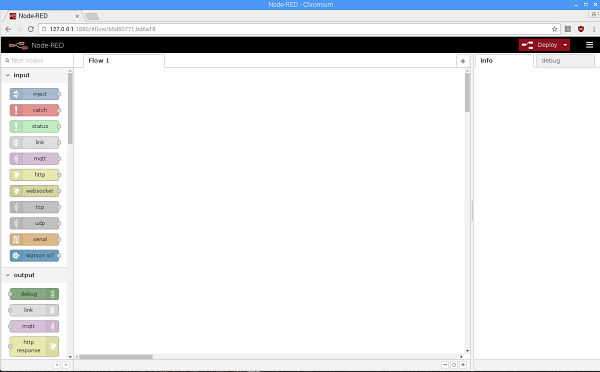 Node-RED - Chromium
Node-RED
127.0.0.1:1880/#flow/b5d80771.bd6a18
Node-RED
Deploy
filter nodes
Flow 1
info
debug
input
inject
catch
status
link
mqtt
http
websocket
tcp
udp
serial
Watson IoT
output
debug
link
mqtt
http
response